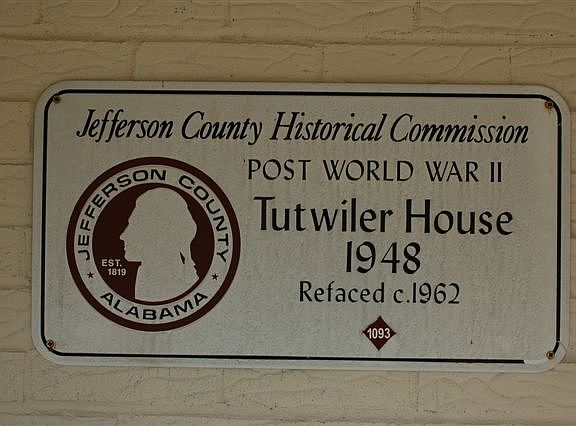 Jefferson County Historical Commission
POST WORLD WAR II
Tutwiler House
1948
Refaced c.1962
1093
JEFFERSON COUNTY
EST.
1819
ALABAMA